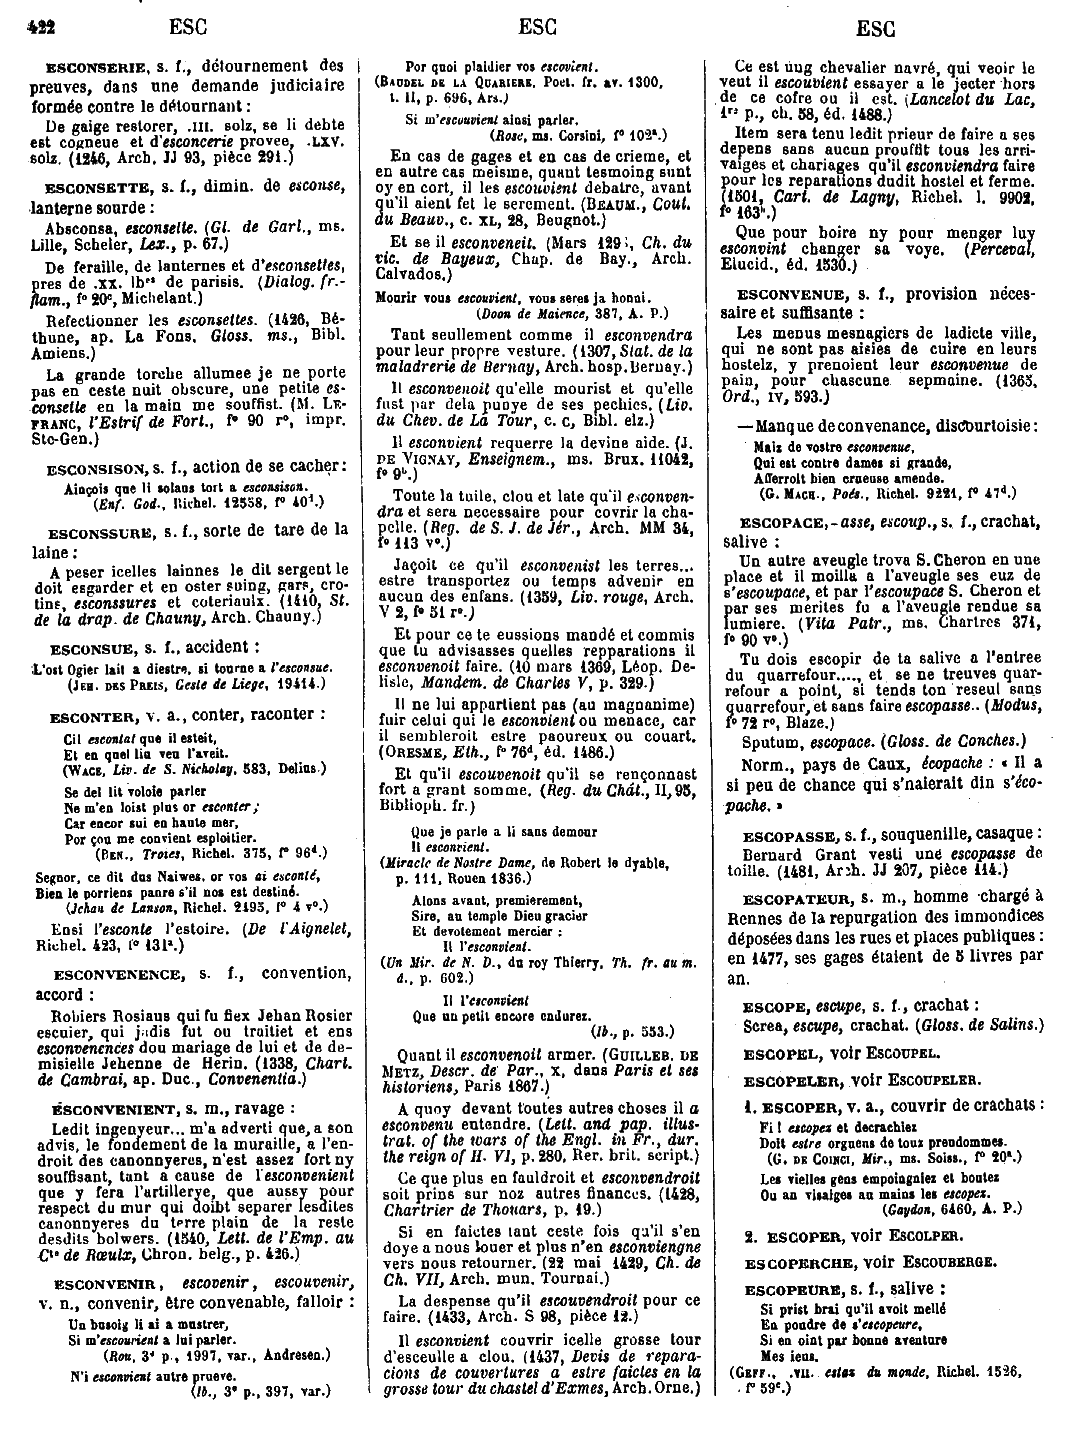 422 ESC ESC ESC
ESCONSERIE, s. f., détournement des
preuves, dans une demande judiciaire
formée contre le détournant :
De gaige restorer, .III. solz, se li debte
est cogneue et d'esconcerie provee, .LXV.
solz. (1246, Arch. JJ 93, pièce 291.)
ESCONSETTE, s. f., dimin. de esconse,
lanterne sourde :
Absconsa, esconsette. (Gl. de Garl., ms.
Lille, Scheler, Lex., p. 67.)
De feraille, de lanternes et d'esconsettes,
pres de .XX. lbres de parisis. (Dialog. fr.-
flam., f° 20c, Michelant.)
Refectionner les esconsettes. (1426, Bé-
thune, ap. La Fons, Gloss. ms., Bibl.
Amiens.)
La grande torche allumee je ne porte
pas en ceste nuit obscure, une petite es-
consette en la main me souffist. (M. LE-
FRANC, l'Estrif de Fort., f° 90 r°, impr.
Ste-Gen.)
ESCONSISON, s. f., action de se cacher :
Ainçois que li solaus tort a esconsison.
(Enf. God., Richel. 12558, f° 40d.)
ESCONSSURE, s. f., sorte de tare de la
laine :
A peser icelles lainnes le dit sergent le
doit esgarder et en oster suing, gars, cro-
tins, esconssures et coteriaulx. (1410, St.
de la drap. de Chauny, Arch. Chauny.)
ESCONSUE, s. f., accident :
L'ost Ogier lait a diestre, si tourne a l'esconsue.
(JEH. DES PREIS, Geste de Liege, 19414.)
ESCONTER, v. a., conter, raconter :
Cil escontat que il esteit,
Et en quel liu veu l'aveit.
(WACE, Liv. de S. Nicholay, 583, Delius.)
Se del lit voloie parler
Ne m'en loist plus or esconter ;
Car encor sui en haute mer,
Por çou me convient esploitier.
(BEN., Troies, Richel. 375, f° 96d.)
Segnor, ce dit dus Naiwes, or vos ai esconté,
Bien le porriens panre s'il nos est destiné.
(Jehan de Lanson, Richel. 2495, f° 4 v°.)
Ensi l'esconte l'estoire. (De l'Aignelet,
Richel. 423, f° 131a.)
ESCONVENENCE, s. f., convention,
accord :
Robiers Rosiaus qui fu fiex Jehan Rosier
escuier, qui jadis fut ou traitiet et ens
esconvenences dou mariage de lui et de de-
misielle Jehenne de Herin. (1338, Chart.
de Cambrai, ap. Duc., Convenentia.)
ESCONVENIENT, s. m., ravage :
Ledit ingenyeur... m'a adverti que, a son
advis, le fondement de la muraille, a l'en-
droit des canonnyeres, n'est assez fort ny
souffisant, tant a cause de l'esconvenient
que y fera l'artillerye, que aussy pour
respect du mur qui doibt separer lesdites
canonnyeres du terre plain de la reste
desdits bolwers. (1540, Lett. de l'Emp. au
Cte de Rœulx, Chron. belg., p. 426.)
ESCONVENIR, escovenir, escouvenir,
v. n., convenir, être convenable, falloir :
Un busoig li ai a mustrer,
Si m'escouvient a lui parler.
(Rou, 3e p., 1997, var., Andresen.)
N'i esconvient autre prueve.
(Ib., 3e p., 397, var.)
Por quoi plaidier vos escovient.
(BAUDEL DE LA QUARIERE, Poet. fr. av. 1300,
t. II, p. 696, Ars.)
Si m'escouvient ainsi parler.
(Rose, ms. Corsini, f° 102a.)
En cas de gages et en cas de crieme, et
en autre cas meisme, quant tesmoing sunt
oy en cort, il les escouvient debatre, avant
qu'il aient fet le serement. (BEAUM., Cout.
du Beauv., c. XL, 28, Beugnot.)
Et se il esconveneit. (Mars 129 , Ch. du
vic. de Bayeux, Chap. de Bay., Arch.
Calvados.)
Mourir vous escouvient, vous seres ja honni.
(Doon de Maience, 387, A. P.)
Tant seullement comme il esconvendra
pour leur propre vesture. (1307, Stat. de la
maladrerie de Bernay, Arch. hosp. Bernay.)
Il esconvenoit qu'elle mourist et qu'elle
fust par dela punye de ses pechies. (Liv.
du Chev. de La Tour, c. C, Bibl. elz.)
Il esconvient requerre la devine aide. (J.
DE VIGNAY, Enseignem., ms. Brux. 11042,
f° 9b.)
Toute la tuile, clou et late qu'il esconven-
dra et sera necessaire pour covrir la cha-
pelle. (Reg. de S. J. de Jér., Arch. MM 34,
f° 113 v°.)
Jaçoit ce qu'il esconvenist les terres...
estre transportez ou temps advenir en
aucun des enfans. (1359, Liv. rouge, Arch.
V 2, f° 51 r°.)
Et pour ce te eussions mandé et commis
que tu advisasses quelles repparations il
esconvenoit faire. (10 mars 1369, Léop. De-
lisle, Mandem. de Charles V, p. 329.)
Il ne lui appartient pas (au magnanime)
fuir celui qui le esconvient ou menace, car
il sembleroit estre paoureux ou couart.
(ORESME, Eth., f° 76d, éd. 1486.)
Et qu'il escouvenoit qu'il se rençonnast
fort a grant somme. (Reg. du Chât., II, 95,
Biblioph. fr.)
Que je parle a li sans demour
Il esconvient.
(Miracle de Nostre Dame, de Robert le dyable,
p. 111, Rouen 1836.)
Alons avant, premierement,
Sire, au temple Dieu gracier
Et devotement mercier :
Il l'esconvient.
(Un Mir. de N. D., du roy Thierry, Th. fr. au m.
d., p. 602.)
Il l'esconvient
Que un petit encore endurez.
(Ib., p. 553.)
Quant il esconvenoit armer. (GUILLEB. DE
METZ, Descr. de Par., X, dans Paris et ses
historiens, Paris 1867.)
A quoy devant toutes autres choses il a
esconvenu entendre. (Lett. and pap. illus-
trat. of the wars of the Engl. in Fr., dur.
the reign of H. VI, p. 280, Rer. brit. script.)
Ce que plus en fauldroit et esconvendroit
soit prins sur noz autres finances. (1428,
Chartrier de Thouars, p. 19.)
Si en faictes tant ceste fois qu'il s'en
doye a nous louer et plus n'en esconviengne
vers nous retourner. (22 mai 1429, Ch. de
Ch. VII, Arch. mun. Tournai.)
La despense qu'il escouvendroit pour ce
faire. (1433, Arch. S 98, pièce 12.)
Il esconvient couvrir icelle grosse tour
d'esceulle a clou. (1437, Devis de repara-
cions de couvertures a estre faictes en la
grosse tour du chastel d'Exmes, Arch. Orne.)
Ce est ung chevalier navré, qui veoir le
veut il escouvient essayer a le jecter hors
de ce cofre ou il est. (Lancelot du Lac,
1re p., ch. 58, éd. 1488.)
Item sera tenu ledit prieur de faire a ses
depens sans aucun prouffit tous les arri-
vaiges et chariages qu'il esconviendra faire
pour les reparations dudit hostel et ferme.
(1501, Cart. de Lagny, Richel. l. 9902,
f° 163b.)
Que pour boire ny pour menger luy
esconvint changer sa voye. (Perceval,
Elucid., éd. 1530.)
ESCONVENUE, s. f., provision néces-
saire et suffisante :
Les menus mesnagiers de ladicte ville,
qui ne sont pas aisies de cuire en leurs
hostelz, y prenoient leur esconvenue de
pain, pour chascune sepmaine. (1365,
Ord., IV, 593.)
— Manque de convenance, discourtoisie :
Mais de vostre esconvenue,
Qui est contre dames si grande,
Afferroit bien crueuse amende.
(G. MACH., Poés., Richel. 9221, f° 47d.)
ESCOPACE, -asse, escoup., s. f., crachat,
salive :
Un autre aveugle trova S. Cheron en une
place et il moilla a l'aveugle ses euz de
s'escoupace, et par l'escoupace S. Cheron et
par ses merites fu a l'aveugle rendue sa
lumiere. (Vita Patr., ms. Chartres 371,
f° 90 v°.)
Tu dois escopir de ta salive a l'entree
du quarrefour...., et se ne treuves quar-
refour a point, si tends ton reseul sans
quarrefour, et sans faire escopasse.. (Modus,
f° 72 r°, Blaze.)
Sputum, escopace. (Gloss. de Conches.)
Norm., pays de Caux, écopache : « Il a
si peu de chance qui s'naierait din s'éco-
pache. »
ESCOPASSE, s. f., souquenille, casaque :
Bernard Grant vesti une escopasse de
toille. (1481, Arch. JJ 207, pièce 114.)
ESCOPATEUR, s. m., homme chargé à
Rennes de la repurgation des immondices
déposées dans les rues et places publiques :
en 1477, ses gages étaient de 5 livres par
an.
ESCOPE, escupe, s. f., crachat :
Screa, escupe, crachat. (Gloss. de Salins.)
ESCOPEL, voir ESCOUPEL.
ESCOPELER, voir ESCOUPELER.
1. ESCOPER, v. a., couvrir de crachats :
Fi ! escopez et decrachiez
Doit estre orguens de touz preudommes.
(G. DE COINCI, Mir., ms. Soiss., f° 20a.)
Les vielles gens empoingniez et boutez
Ou an visaiges au mains les escopez.
(Gaydon, 6460, A. P.)
2. ESCOPER, voir ESCOLPER.
ESCOPERCHE, voir ESCOUBERGE.
ESCOPEURE, s. f., salive :
Si prist brai qu'il avoit mellé
En poudre de s'escopeure,
Si en oint par bonne aventure
Mes iens.
(GEFF., .VII. estaz du monde, Richel. 1526,
f° 59c.)